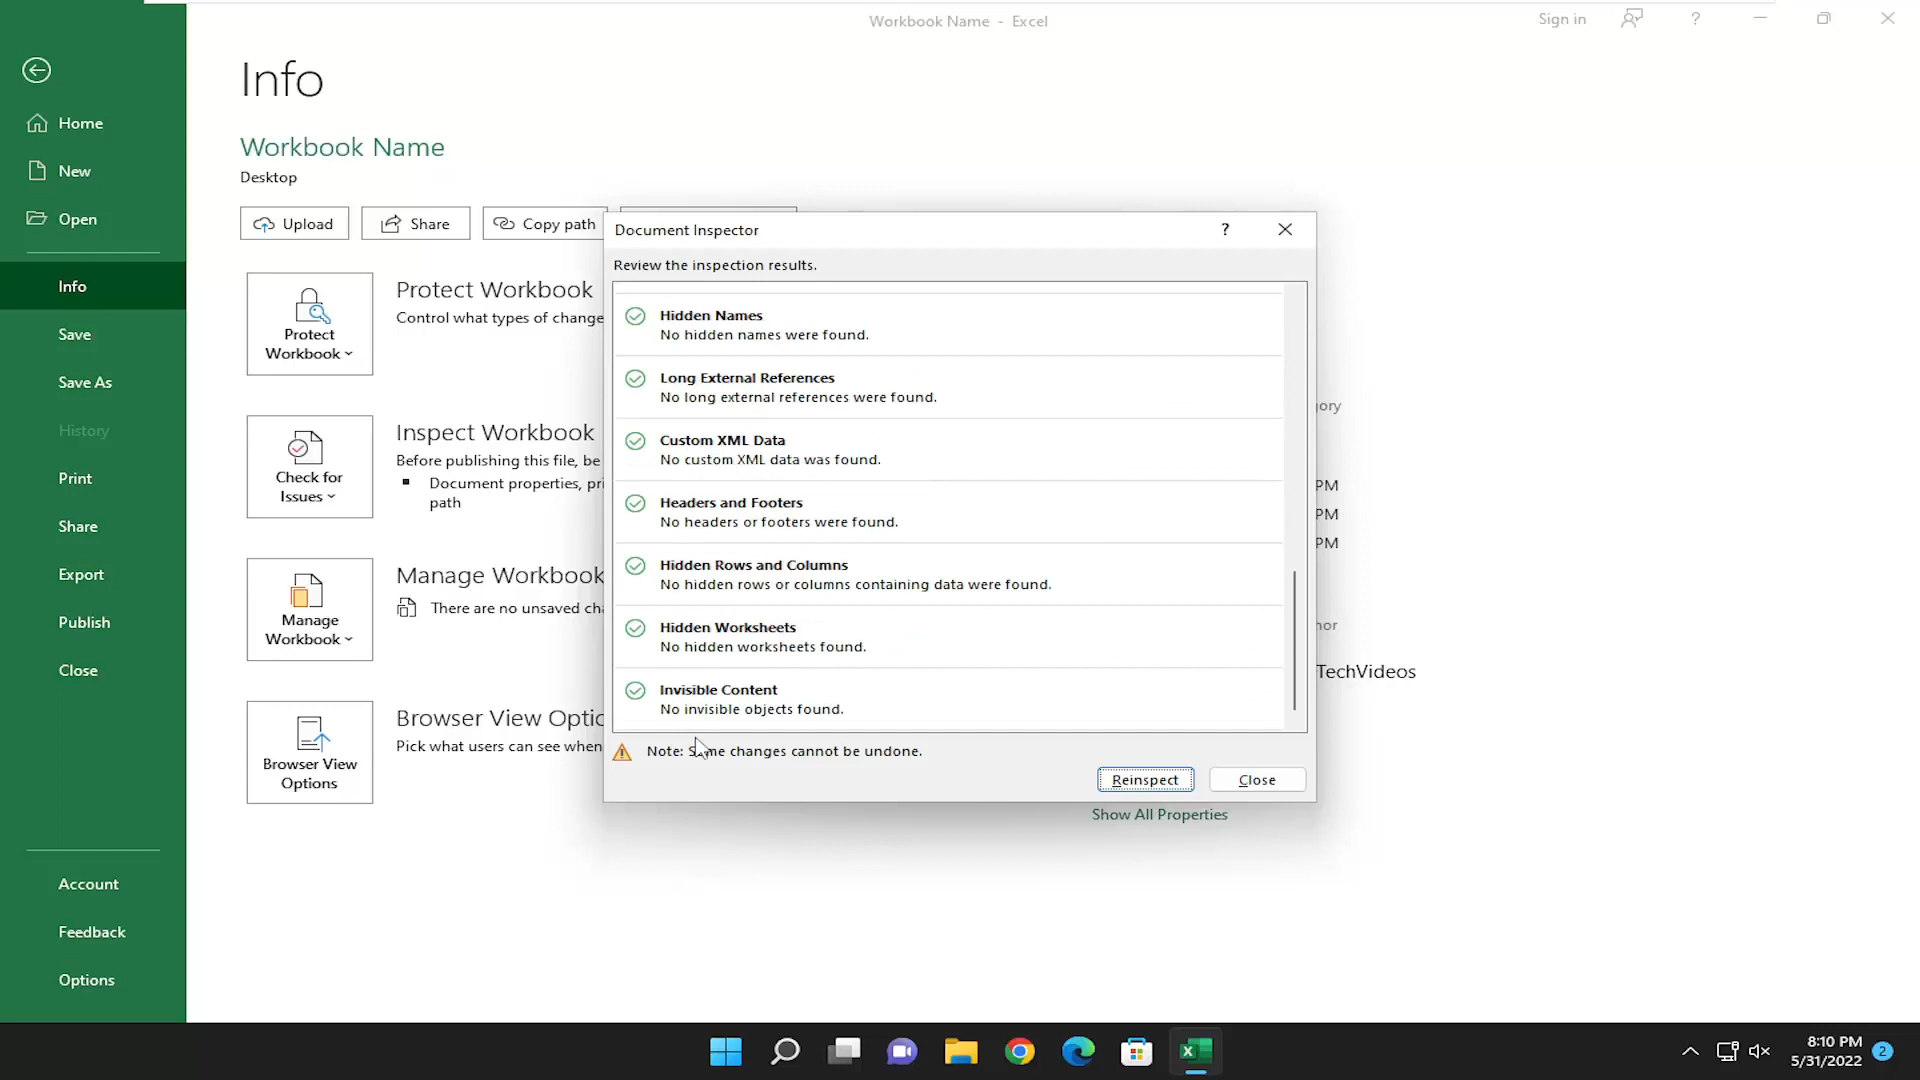 Workbook Name - Excel
Sign in
?
Info
Home
New
Open
Info
Save
Save As
History
Print
Share
Export
Publish
Close
Account
Feedback
Options
Workbook Name
Desktop
Upload
Share
Copy path
Protect
Workbook
Protect Workbook
Control what types of change
Check for
Issues
Inspect Workbook
Before publishing this file, be
Document properties, pri
path
Manage
Workbook
Manage Workbook
There are no unsaved cha
Browser View
Options
Browser View Optio
Pick what users can see when
Document Inspector
?
Review the inspection results.
Hidden Names
No hidden names were found.
Long External References
No long external references were found.
Custom XML Data
No custom XML data was found.
Headers and Footers
No headers or footers were found.
Hidden Rows and Columns
No hidden rows or columns containing data were found.
Hidden Worksheets
No hidden worksheets found.
Invisible Content
No invisible objects found.
Note: Some changes cannot be undone.
Reinspect
Close
gory
PM
PM
PM
hor
TechVideos
Show All Properties
8:10 PM
5/31/2022
2